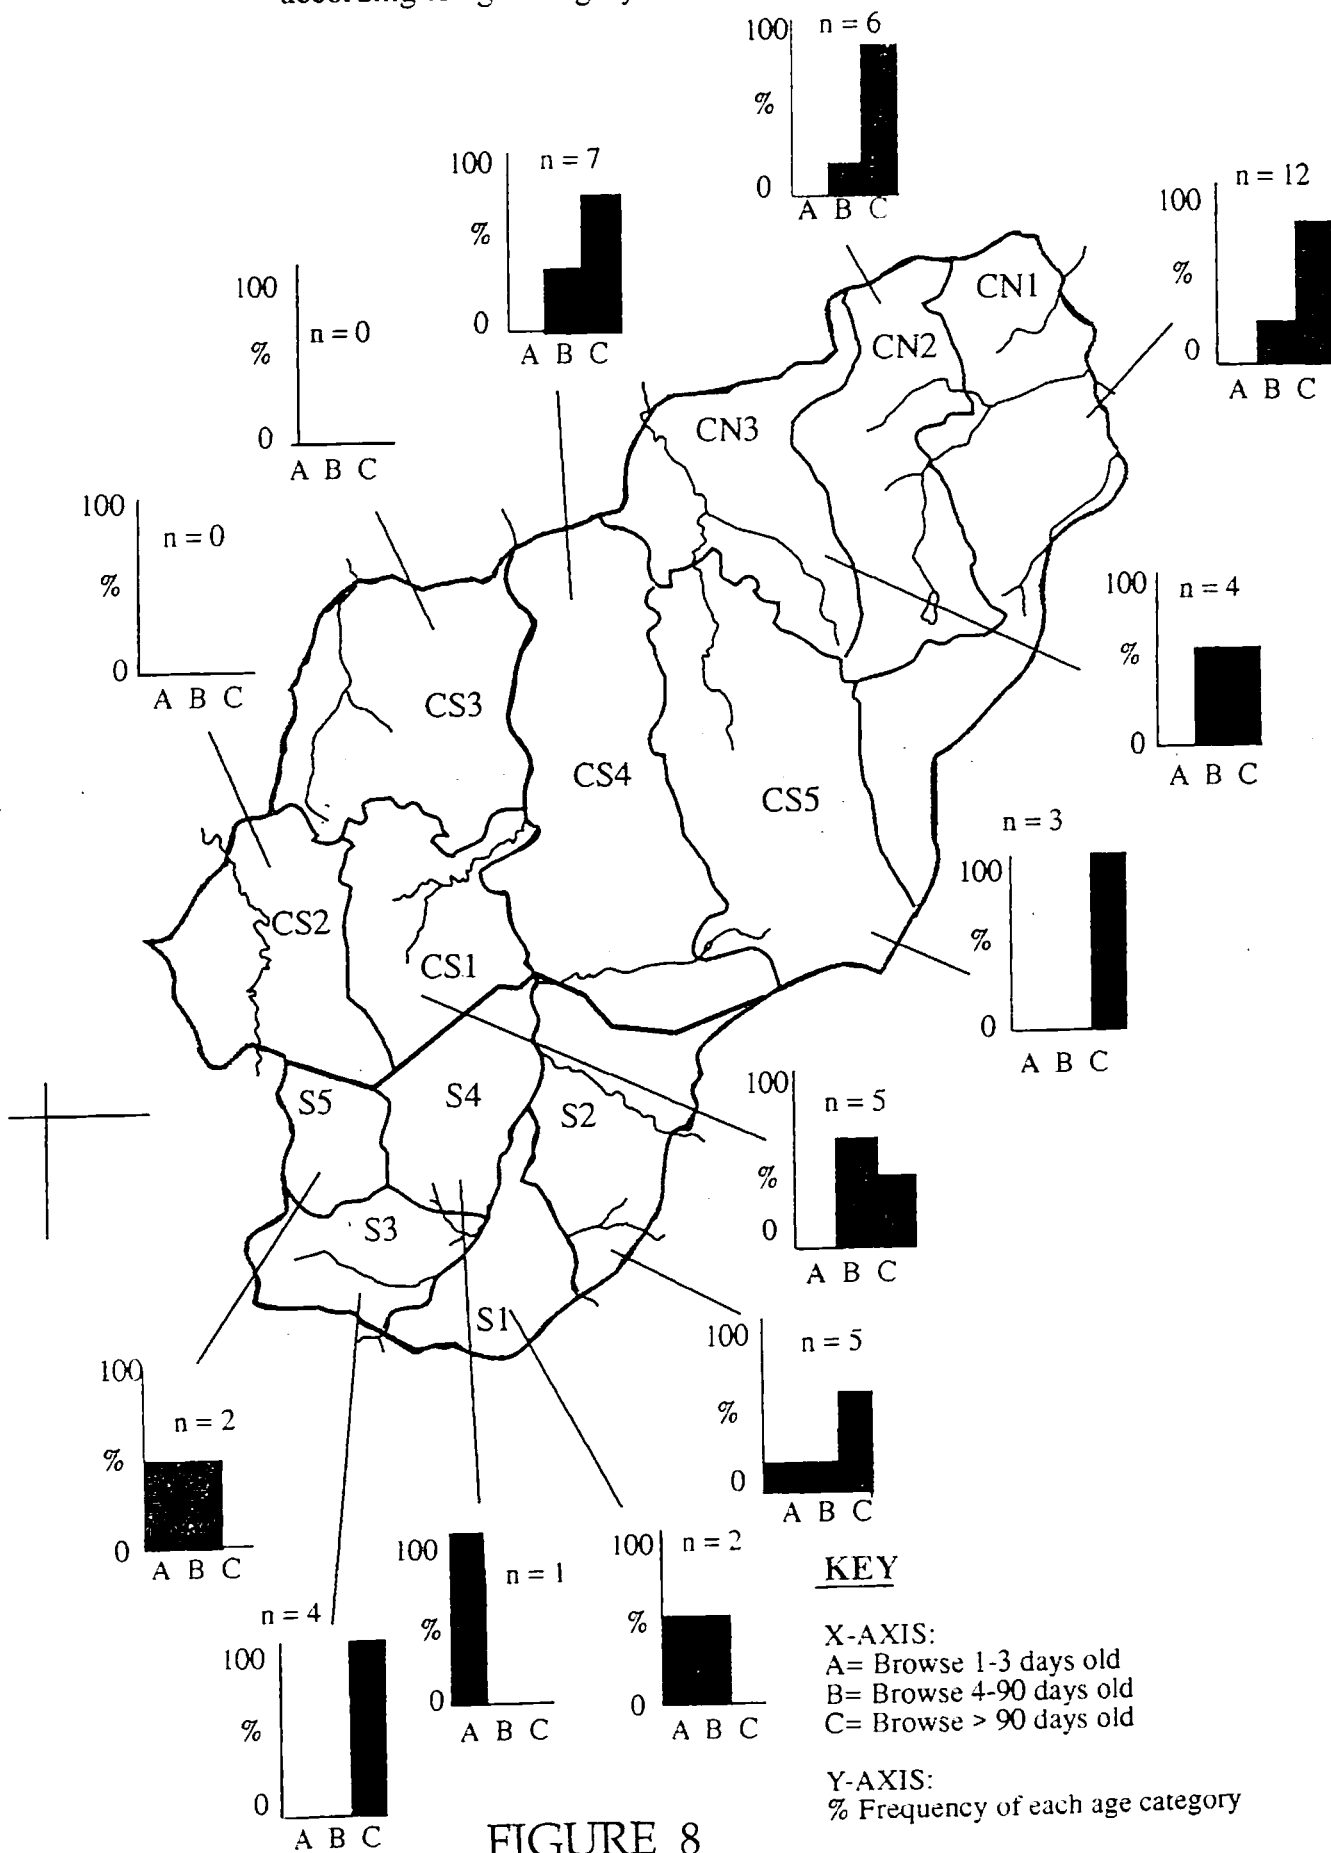 100 n = 6
%
0
A B C
100 n = 7
%
0
A B C
n = 12
100
%
0
A B C
100
n = 0
%
0
A B C
100
n = 0
%
0
A B C
CN1
CN2
CN3
100 n = 4
%
0
A B C
CS3
CS4
CS5
n = 3
100
%
0
A B C
CS2
CS1
100
n = 5
%
0
A B C
S5
S4
S2
S3
S1
100
n = 5
%
0
A B C
100
n = 2
%
0
A B C
100
n = 1
%
0
A B C
100 n = 2
%
0
A B C
n = 4
100
%
0
A B C
KEY
X-AXIS:
A= Browse 1-3 days old
B= Browse 4-90 days old
C= Browse > 90 days old
Y-AXIS:
% Frequency of each age category
FIGURE 8